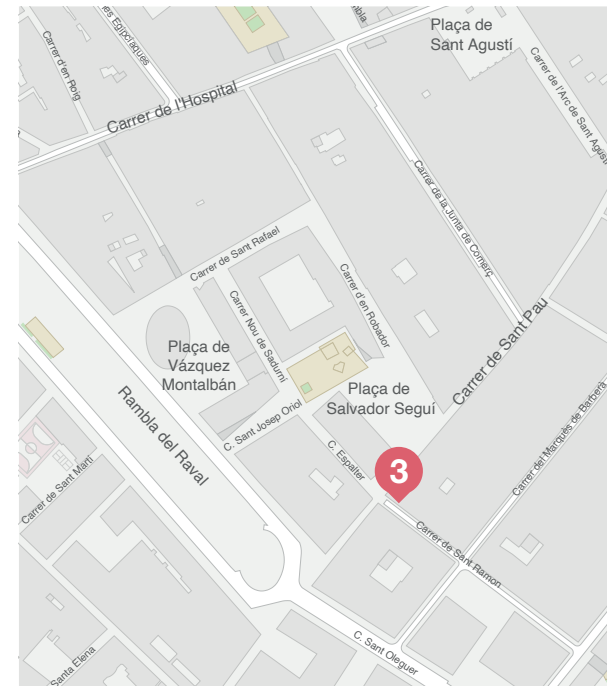 Plaça de
Sant Agustí
Carrer d'en Roig
Carrer de l'Hospital
Carrer de l'Arc de Sant Agustí
Carrer de la Junta de Comerç
Carrer de Sant Rafael
Carrer d'en Robador
Carrer Nou de Sadurní
Plaça de
Vázquez
Montalbán
Carrer de Sant Pau
Plaça de
Salvador Seguí
Rambla del Raval
C. Sant Josep Oriol
C. Espalter
3
Carrer del Marquès de Barberà
Carrer de Sant Martí
Carrer de Sant Ramon
C. Sant Oleguer
Santa Elena